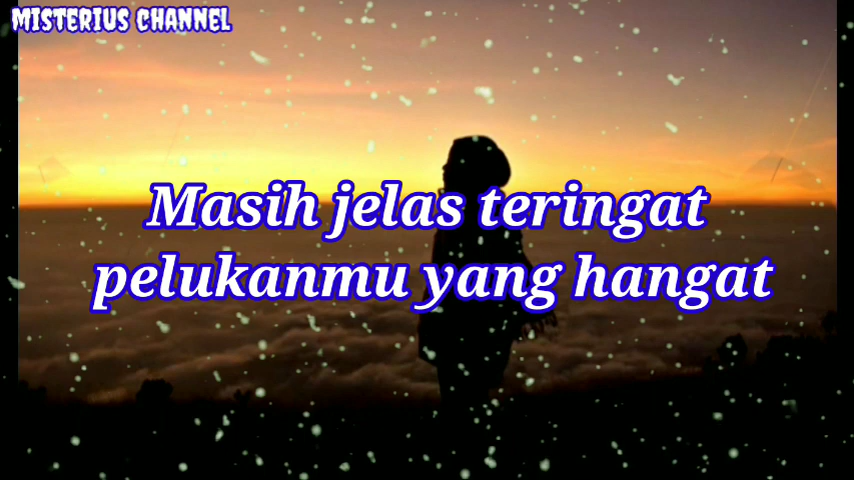 MISTERIUS CHANNEL
Masih jelas teringat
pelukanmu yang hangat